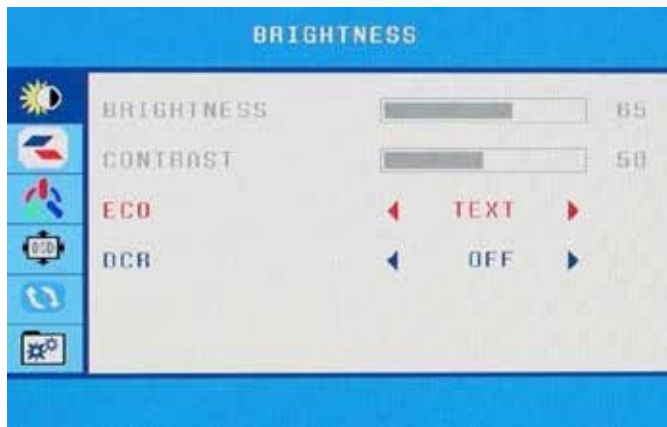 BRIGHTNESS
BRIGHTNESS 65
CONTRAST 50
ECO TEXT
DCR OFF
OSD